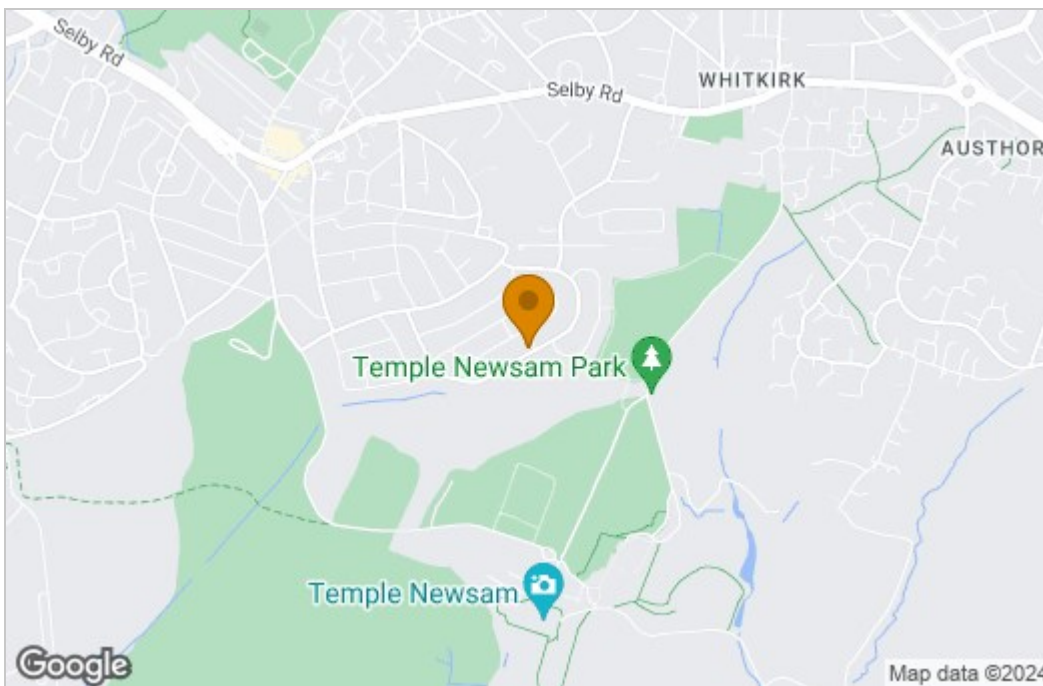 Selby Rd
Selby Rd
WHITKIRK
AUSTHOR
Temple Newsam Park
Temple Newsam
Google
Map data ©2024